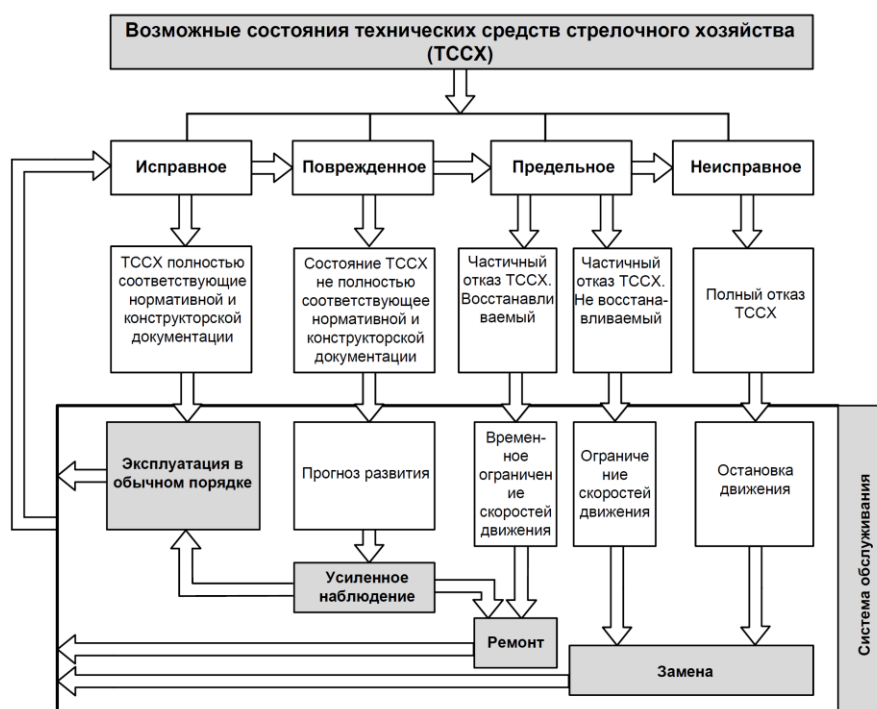 Возможные состояния технических средств стрелочного хозяйства
(ТССХ)
Исправное
Поврежденное
Предельное
Неисправное
ТССХ полностью
соответствующие
нормативной и
конструкторской
документации
Состояние ТССХ
не полностью
соответствующее
нормативной и
конструкторской
документации
Частичный
отказ ТССХ.
Восстанавли
ваемый
Частичный
отказ ТССХ.
Не восстана-
вливаемый
Полный отказ
ТССХ
Эксплуатация в
обычном порядке
Прогноз развития
Времен-
ное
ограничен
ие
скоростей
движения
Ограниче
ние
скоростей
движения
Остановка
движения
Усиленное
наблюдение
Ремонт
Замена
Система обслуживания